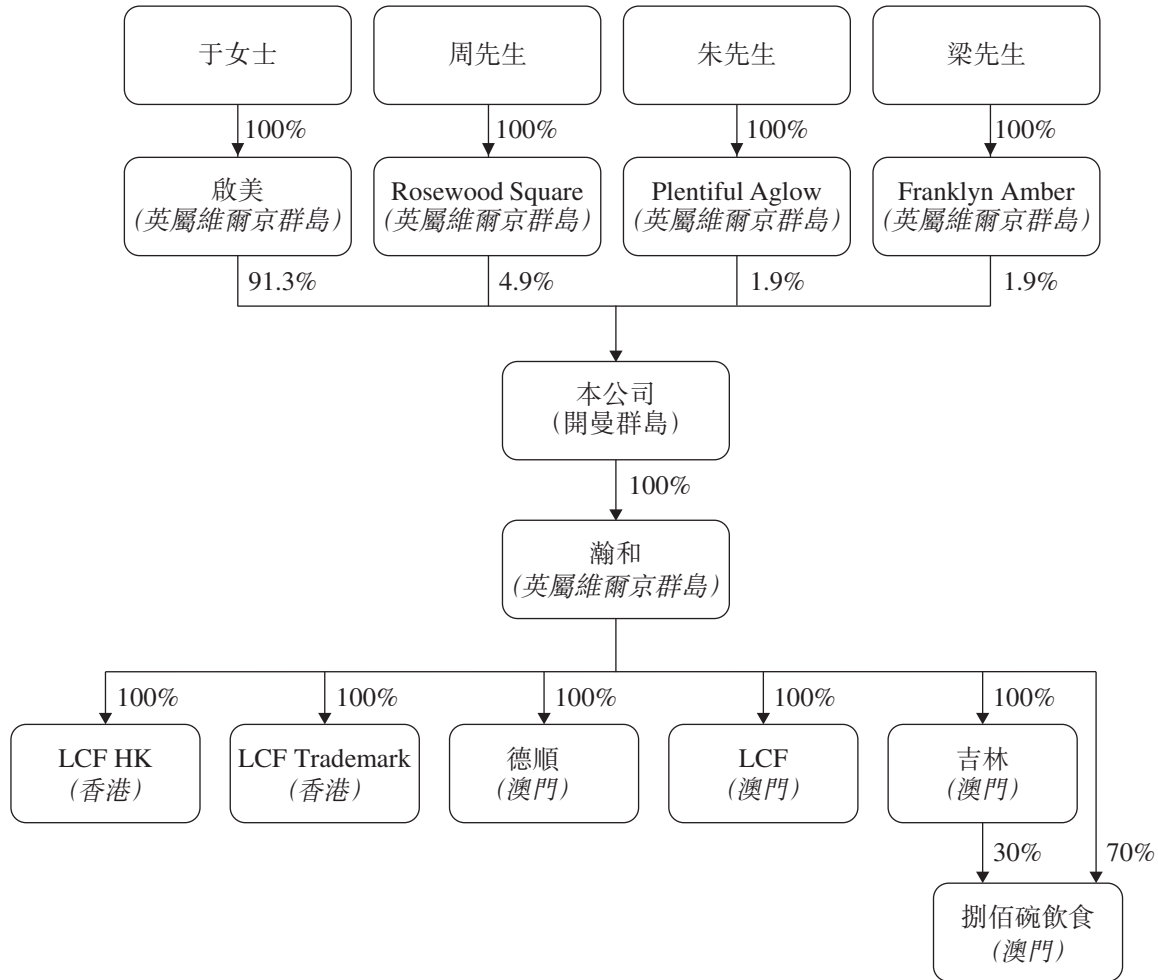 于女士
周先生
朱先生
梁先生
100%
100%
100%
100%
啟美
(英屬維爾京群島)
Rosewood Square
(英屬維爾京群島)
Plentiful Aglow
(英屬維爾京群島)
Franklyn Amber
(英屬維爾京群島)
91.3%
4.9%
1.9%
1.9%
本公司
(開曼群島)
100%
瀚和
(英屬維爾京群島)
100%
100%
100%
100%
100%
LCF HK
(香港)
LCF Trademark
(香港)
德順
(澳門)
LCF
(澳門)
吉林
(澳門)
30%
70%
捌佰碗飲食
(澳門)